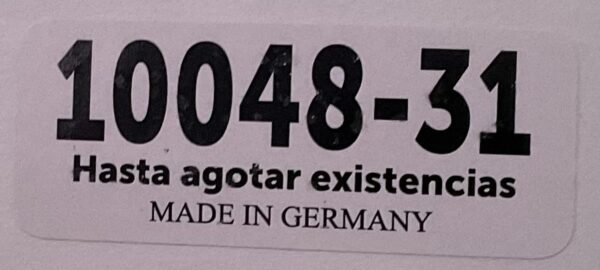 10048-31
Hasta agotar existencias
MADE IN GERMANY